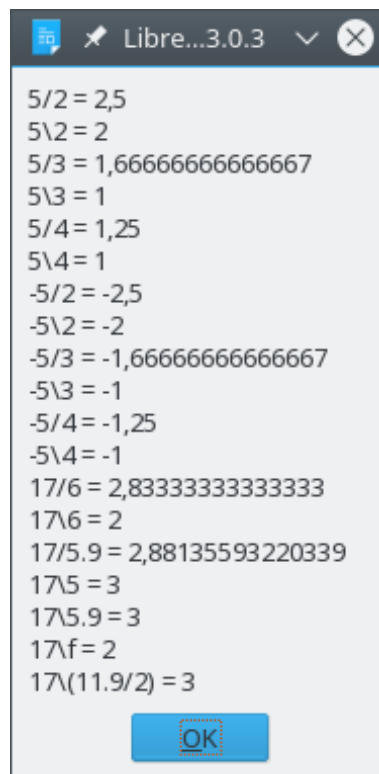 Libre...3.0.3
5/2 = 2,5
5\2 = 2
5/3 = 1,66666666666667
5\3 = 1
5/4 = 1,25
5\4 = 1
-5/2 = -2,5
-5\2 = -2
-5/3 = -1,66666666666667
-5\3 = -1
-5/4 = -1,25
-5\4 = -1
17/6 = 2,83333333333333
17\6 = 2
17/5.9 = 2,88135593220339
17\5 = 3
17\5.9 = 3
17\f = 2
17\(11.9/2) = 3
OK